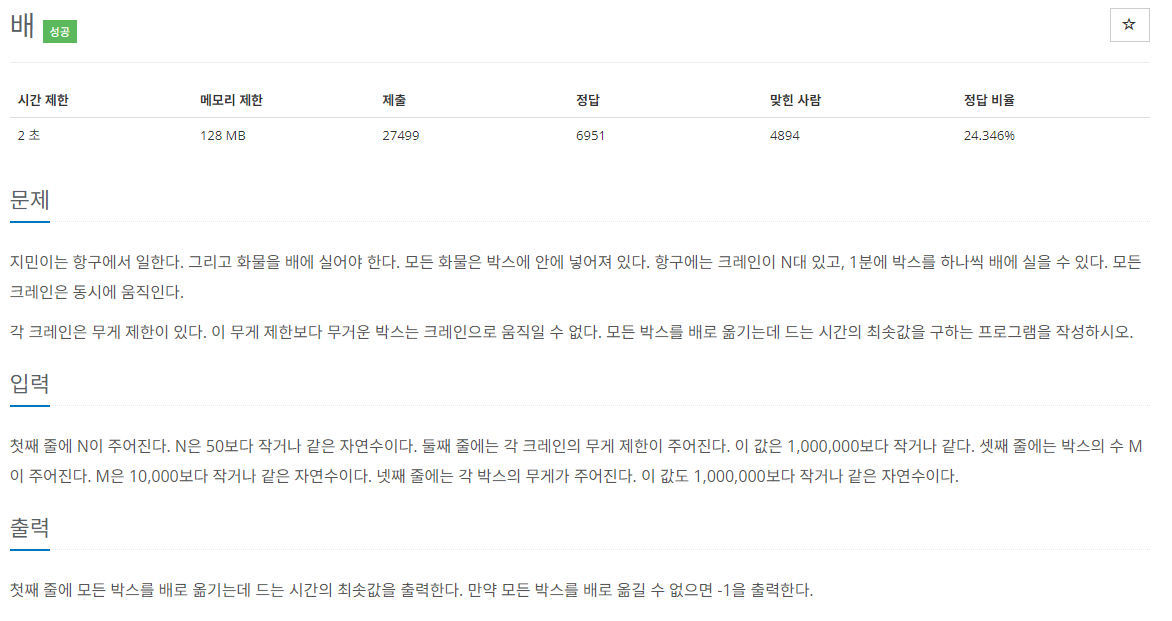 배 성공
☆
시간 제한 메모리 제한 제출 정답 맞힌 사람 정답 비율
2 초 128 MB 27499 6951 4894 24.346%
문제
지민이는 항구에서 일한다. 그리고 화물을 배에 실어야 한다. 모든 화물은 박스에 안에 넣어져 있다. 항구에는 크레인이 N대 있고, 1분에 박스를 하나씩 배에 실을 수 있다. 모든
크레인은 동시에 움직인다.
각 크레인은 무게 제한이 있다. 이 무게 제한보다 무거운 박스는 크레인으로 움직일 수 없다. 모든 박스를 배로 옮기는데 드는 시간의 최솟값을 구하는 프로그램을 작성하시오.
입력
첫째 줄에 N이 주어진다. N은 50보다 작거나 같은 자연수이다. 둘째 줄에는 각 크레인의 무게 제한이 주어진다. 이 값은 1,000,000보다 작거나 같다. 셋째 줄에는 박스의 수 M
이 주어진다. M은 10,000보다 작거나 같은 자연수이다. 넷째 줄에는 각 박스의 무게가 주어진다. 이 값도 1,000,000보다 작거나 같은 자연수이다.
출력
첫째 줄에 모든 박스를 배로 옮기는데 드는 시간의 최솟값을 출력한다. 만약 모든 박스를 배로 옮길 수 없으면 -1을 출력한다.